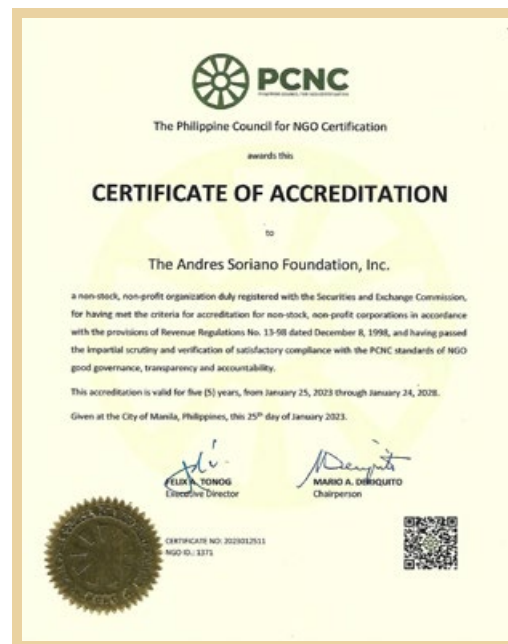 PCNC
The Philippine Council for NGO Certification
awards this
CERTIFICATE OF ACCREDITATION
to
The Andres Soriano Foundation, Inc.
a non-stock, non-profit organization duly registered with the Securities and Exchange Commission,
for having met the criteria for accreditation for non-stock, non-profit corporations in accordance
with the provisions of Revenue Regulations No. 13-98 dated December 8, 1998, and having passed
the impartial scrutiny and verification of satisfactory compliance with the PCNC standards of NGO
good governance, transparency and accountability.
This accreditation is valid for five (5) years, from January 25, 2023 through January 24, 2028.
Given at the City of Manila, Philippines, this 25th day of January 2023.
FELIX A. TONOG
MARIO A. DERIQUITO
Executive Director
Chairperson
CERTIFICATE NO: 2023012511
NGO ID.: 1371